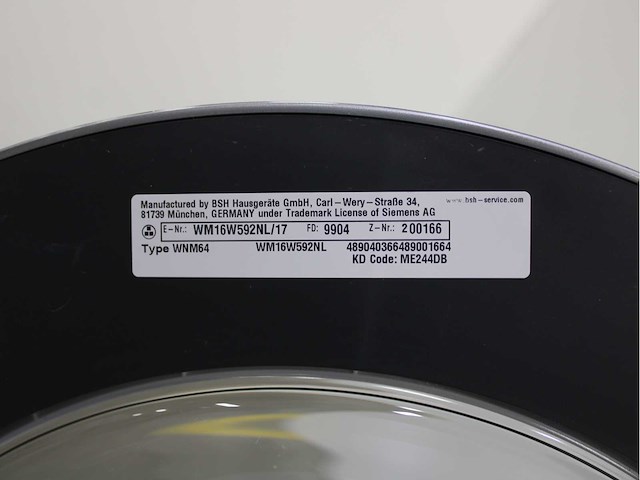 Manufactured by BSH Hausgeräte GmbH, Carl-Wery-Straße 34, www.bsh-service.com
81739 München, GERMANY under Trademark License of Siemens AG
E-Nr.: WM16W592NL/17 FD: 9904 Z-Nr.: 200166
Type WNM64 WM16W592NL 489040366489001664
KD Code: ME244DB